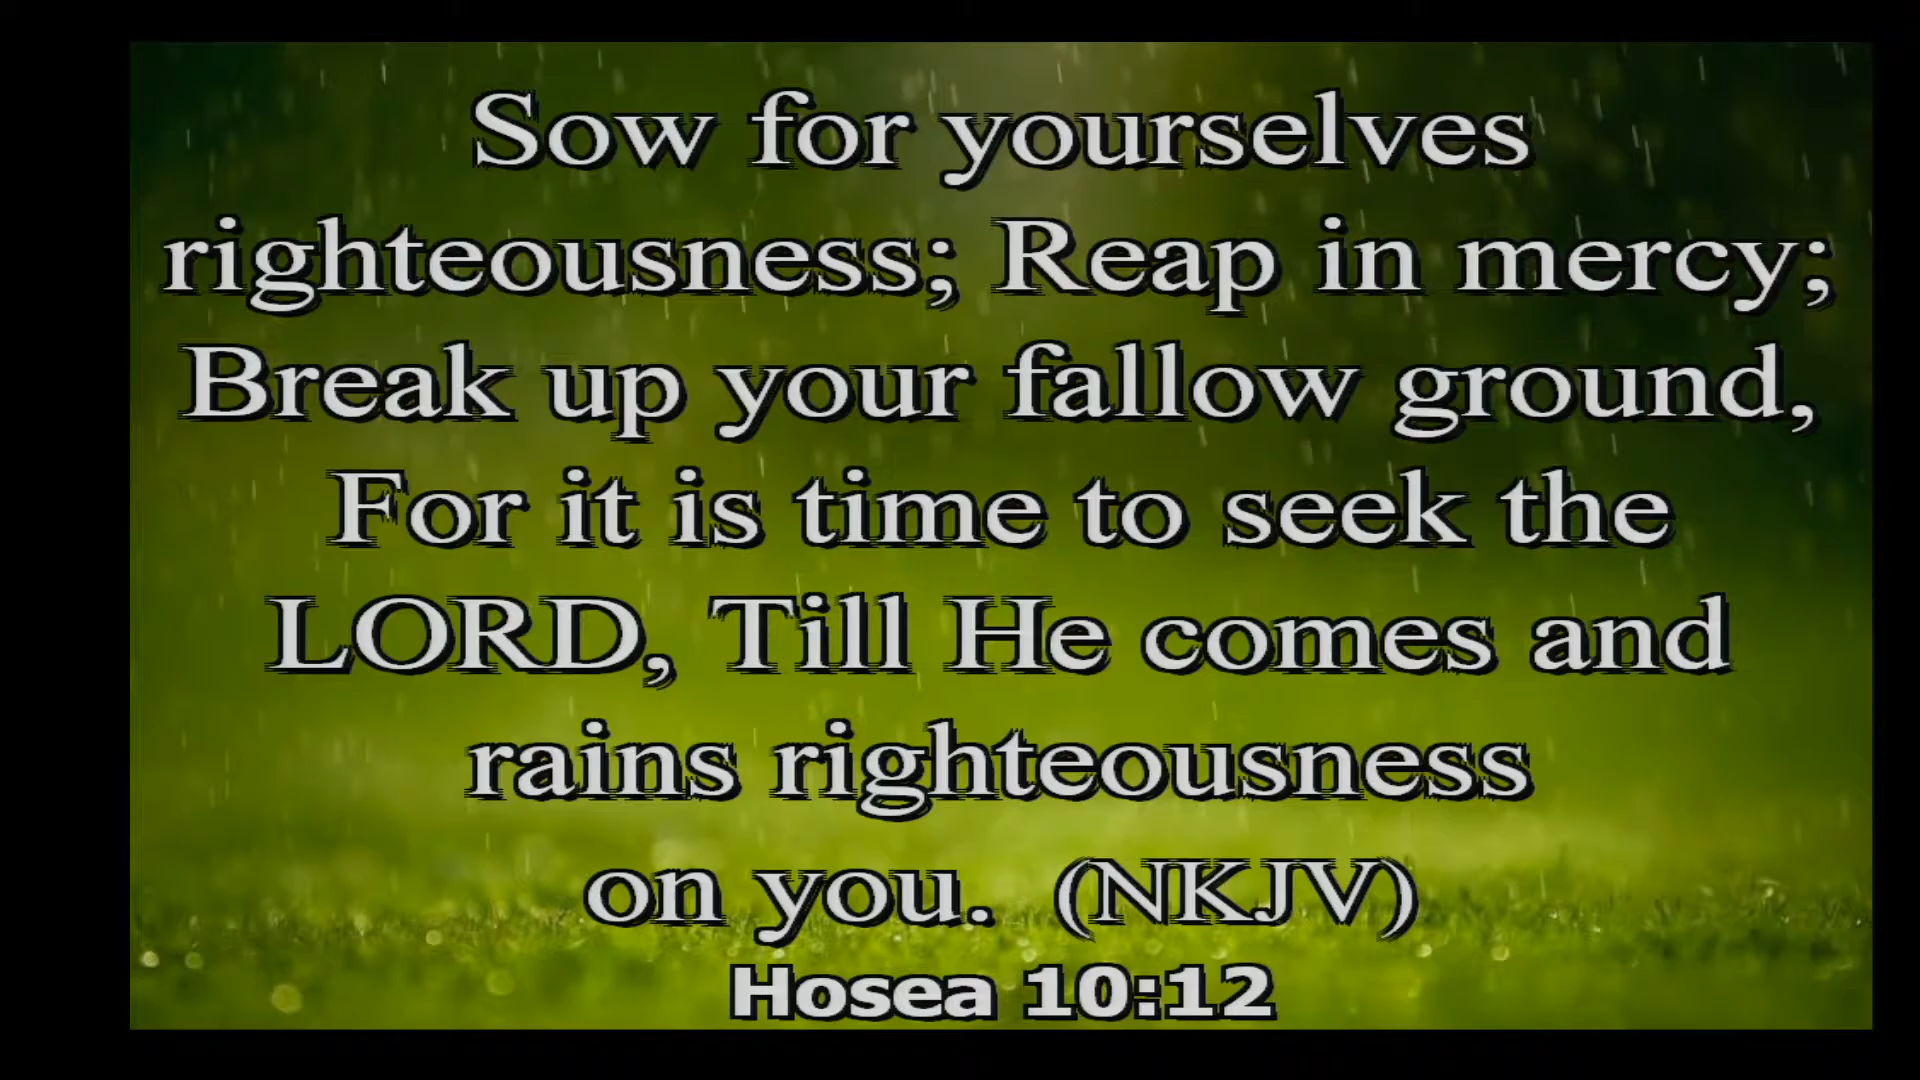 Sow for yourselves
righteousness; Reap in mercy;
Break up your fallow ground,
For it is time to seek the
LORD, Till He comes and
rains righteousness
on you. (NKJV)
Hosea 10:12